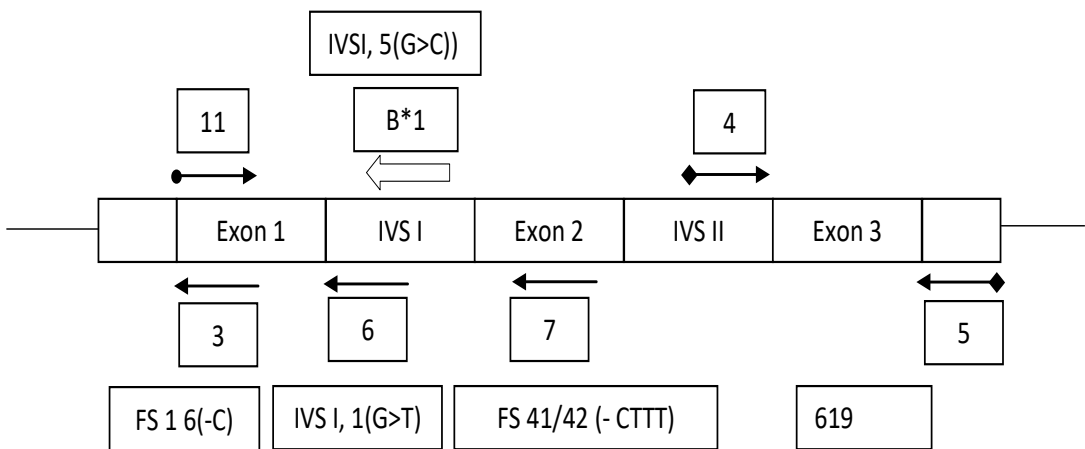 IVSI, 5(G>C))
11
B*1
4
Exon 1
IVS I
Exon 2
IVS II
Exon 3
3
6
7
5
FS 1 6(-C)
IVS I, 1(G>T)
FS 41/42 (- CTTT)
619